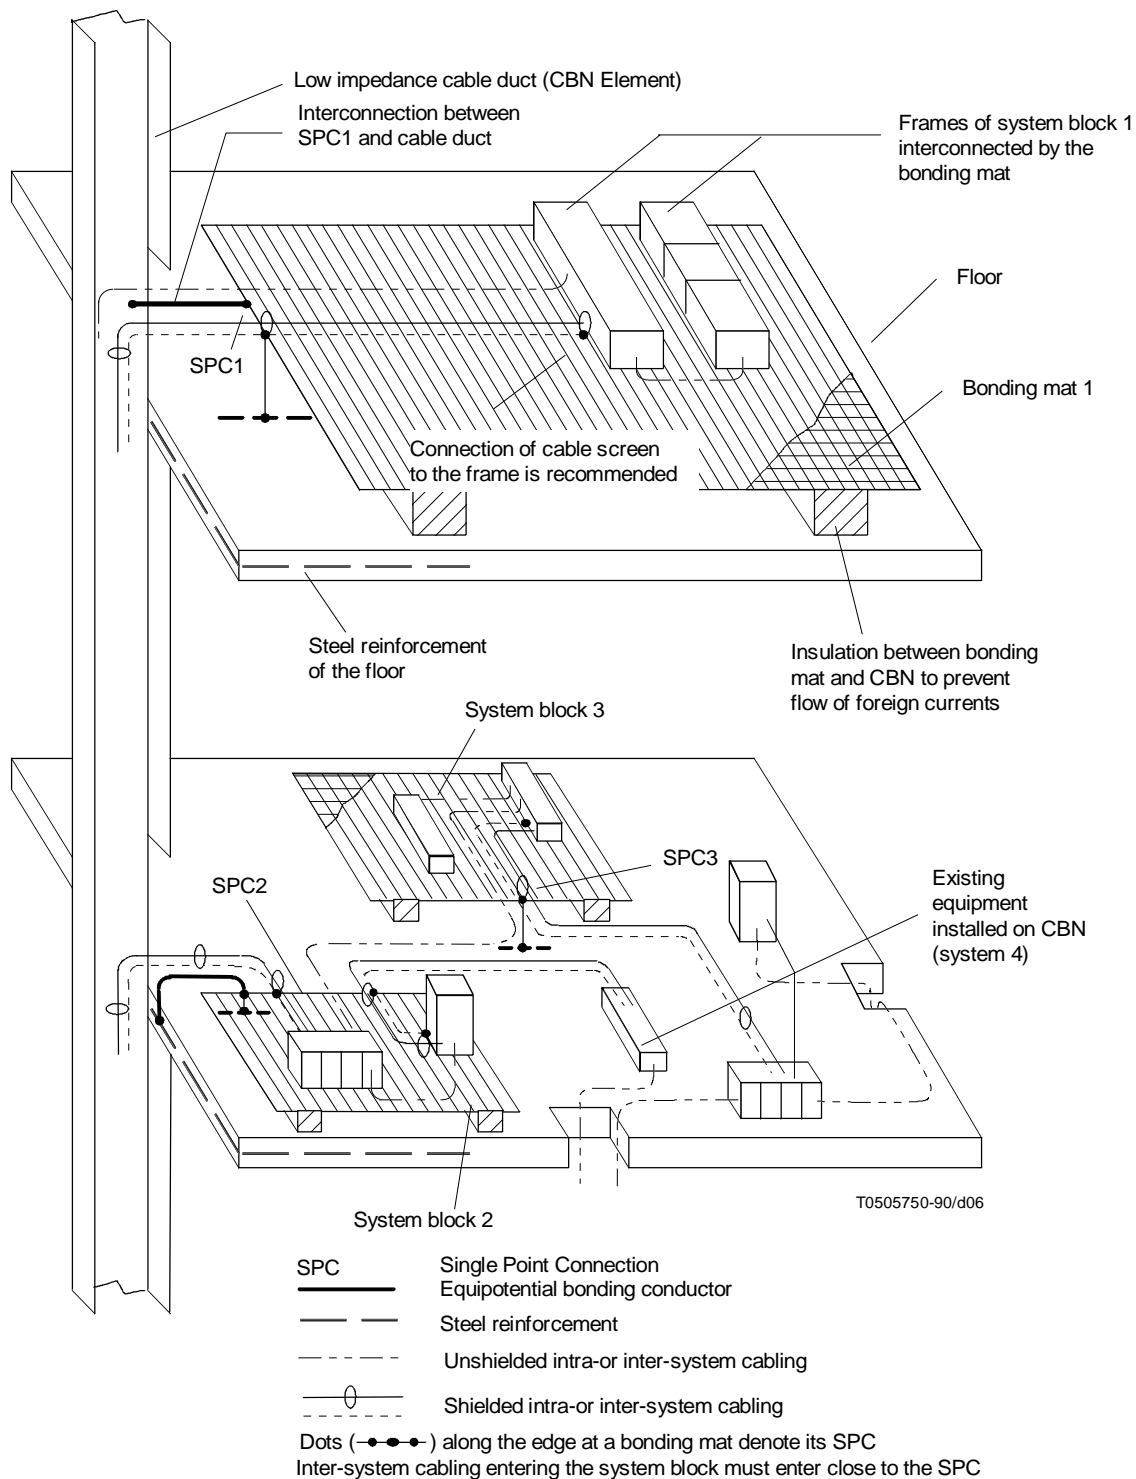 Low impedance cable duct (CBN Element)
Interconnection between
SPC1 and cable duct
Frames of system block 1
interconnected by the
bonding mat
Floor
SPC1
Bonding mat 1
Connection of cable screen
to the frame is recommended
Steel reinforcement
of the floor
Insulation between bonding
mat and CBN to prevent
flow of foreign currents
System block 3
SPC3
SPC2
Existing
equipment
installed on CBN
(system 4)
T0505750-90/d06
System block 2
SPC Single Point Connection
Equipotential bonding conductor
Steel reinforcement
Unshielded intra-or inter-system cabling
Shielded intra-or inter-system cabling
Dots ( ) along the edge at a bonding mat denote its SPC
Inter-system cabling entering the system block must enter close to the SPC